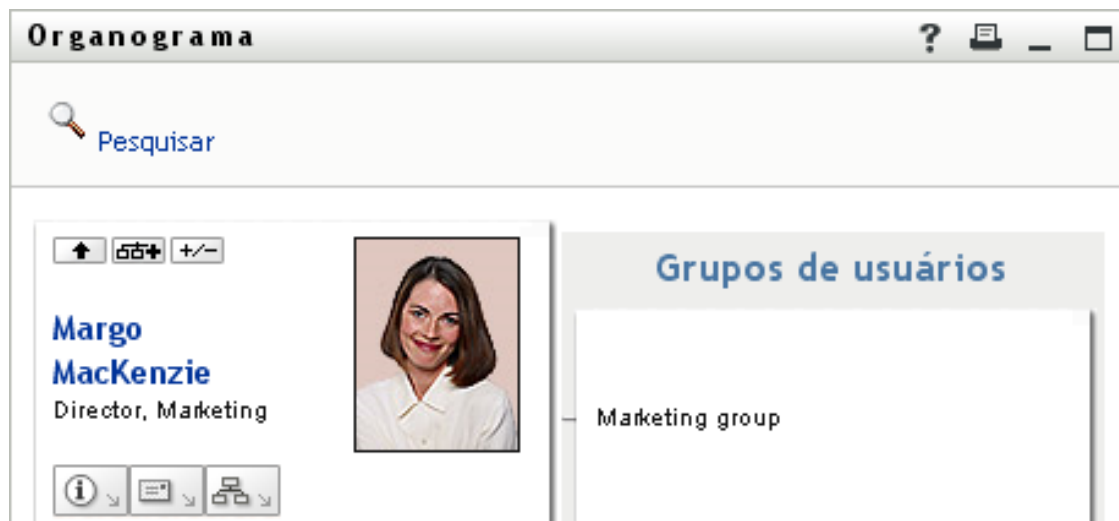 Organograma
?
Pesquisar
+/-
Margo
MacKenzie
Director, Marketing
Grupos de usuários
Marketing group